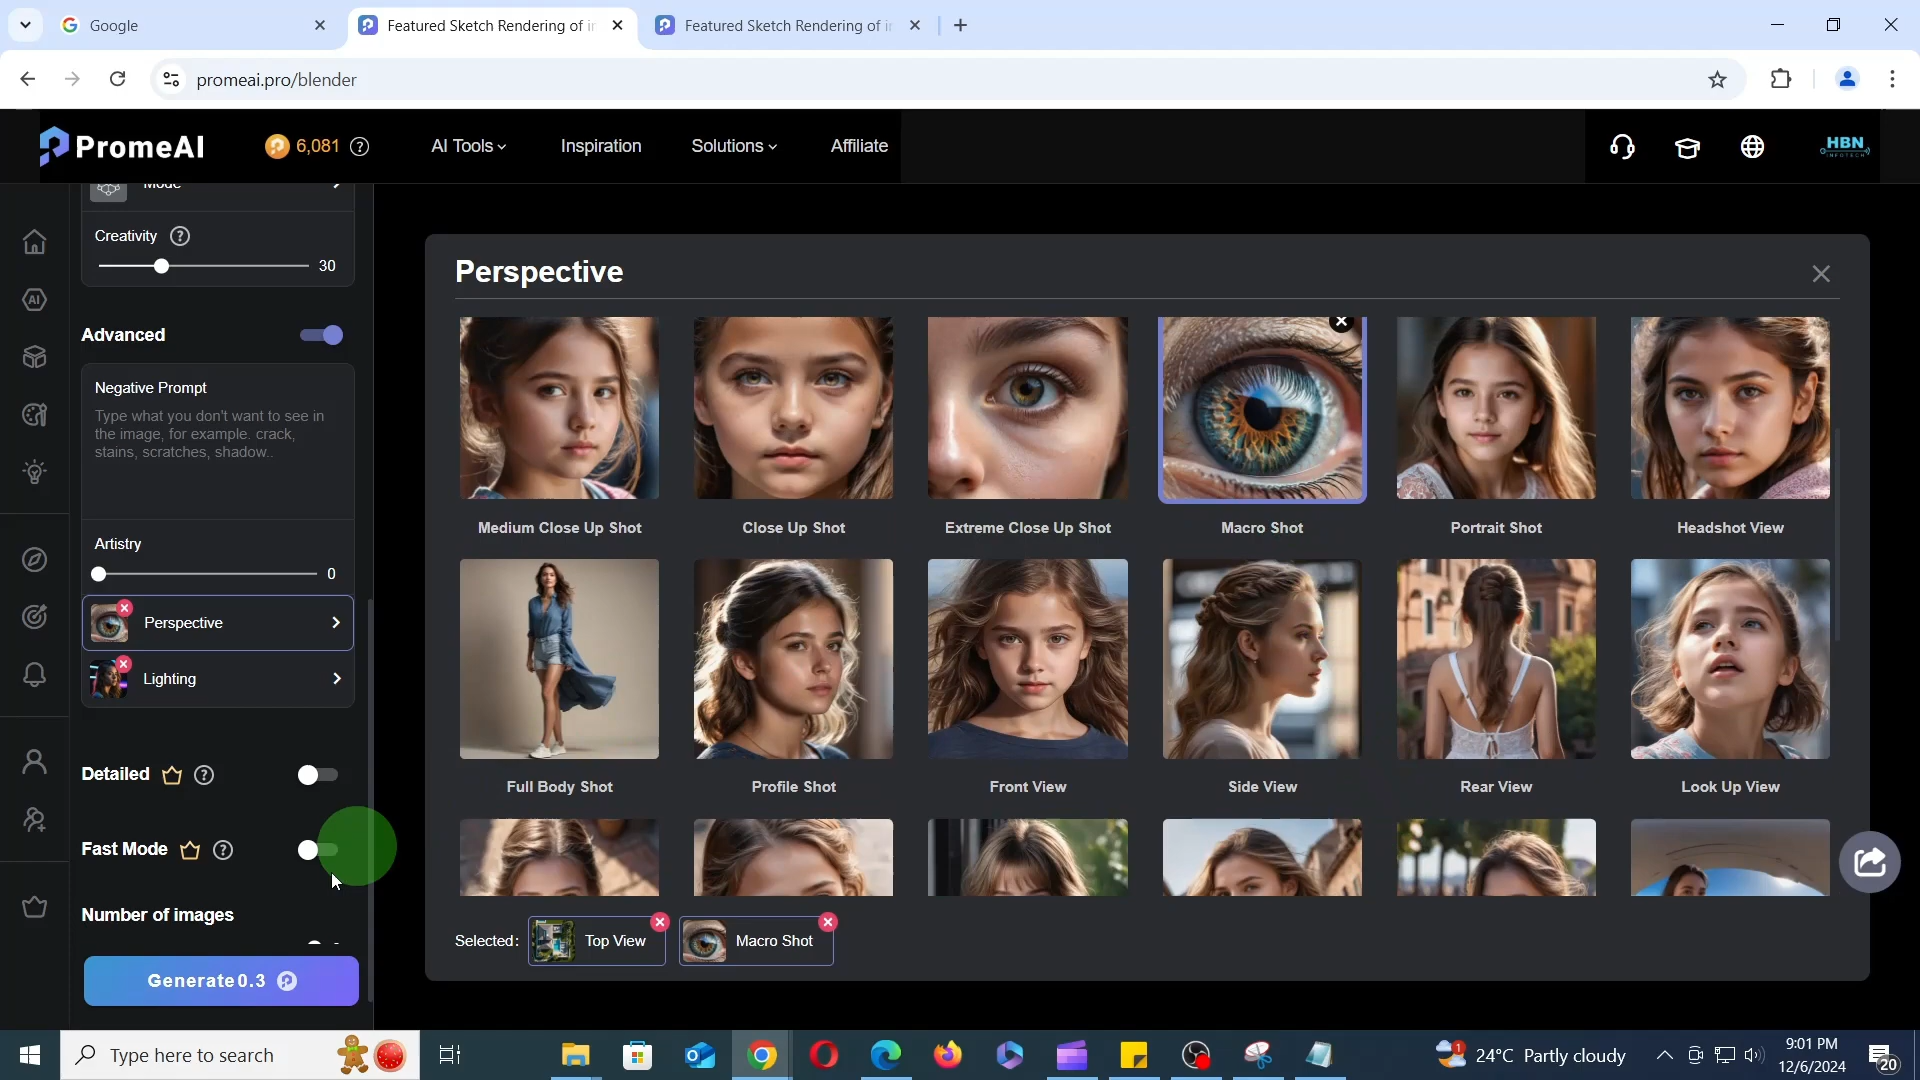 Google
Featured Sketch Rendering of in
Featured Sketch Rendering of in
promeai.pro/blender
PromeAI
6,081
AI Tools
Inspiration
Solutions
Affiliate
HBN
INFOTECH
Mode
Creativity
30
Advanced
Negative Prompt
Type what you don't want to see in
the image, for example. crack,
stains, scratches, shadow..
Artistry
0
Perspective
Lighting
Detailed
Fast Mode
Number of images
Generate0.3
Perspective
Medium Close Up Shot
Close Up Shot
Extreme Close Up Shot
Macro Shot
Portrait Shot
Headshot View
Full Body Shot
Profile Shot
Front View
Side View
Rear View
Look Up View
Selected:
Top View
Macro Shot
Type here to search
24°C Partly cloudy
9:01 PM
12/6/2024
20